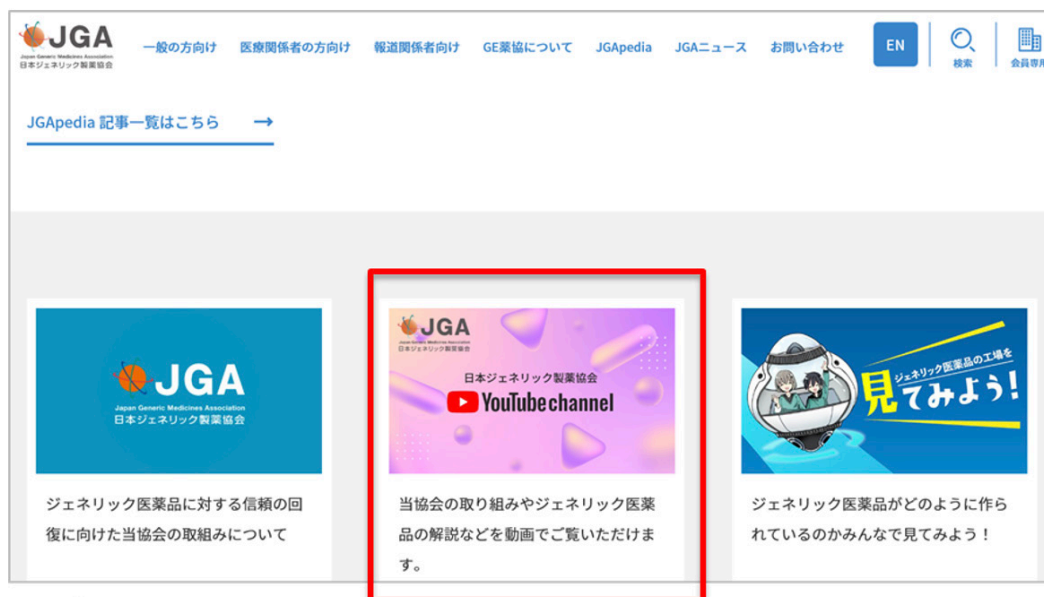 JGA
Japan Generic Medicines Association
日本ジェネリック製薬協会
一般の方向け
医療関係者の方向け
報道関係者向け
GE薬協について
JGApedia
JGAニュース
お問い合わせ
EN
検索
会員専用
JGApedia 記事一覧はこちら →
JGA
Japan Generic Medicines Association
日本ジェネリック製薬協会
ジェネリック医薬品に対する信頼の回
復に向けた当協会の取組みについて
JGA
Japan Generic Medicines Association
日本ジェネリック製薬協会
日本ジェネリック製薬協会
YouTube channel
当協会の取り組みやジェネリック医薬
品の解説などを動画でご覧いただけま
す。
ジェネリック医薬品の工場を
見てみよう!
ジェネリック医薬品がどのように作ら
れているのかみんなで見てみよう！